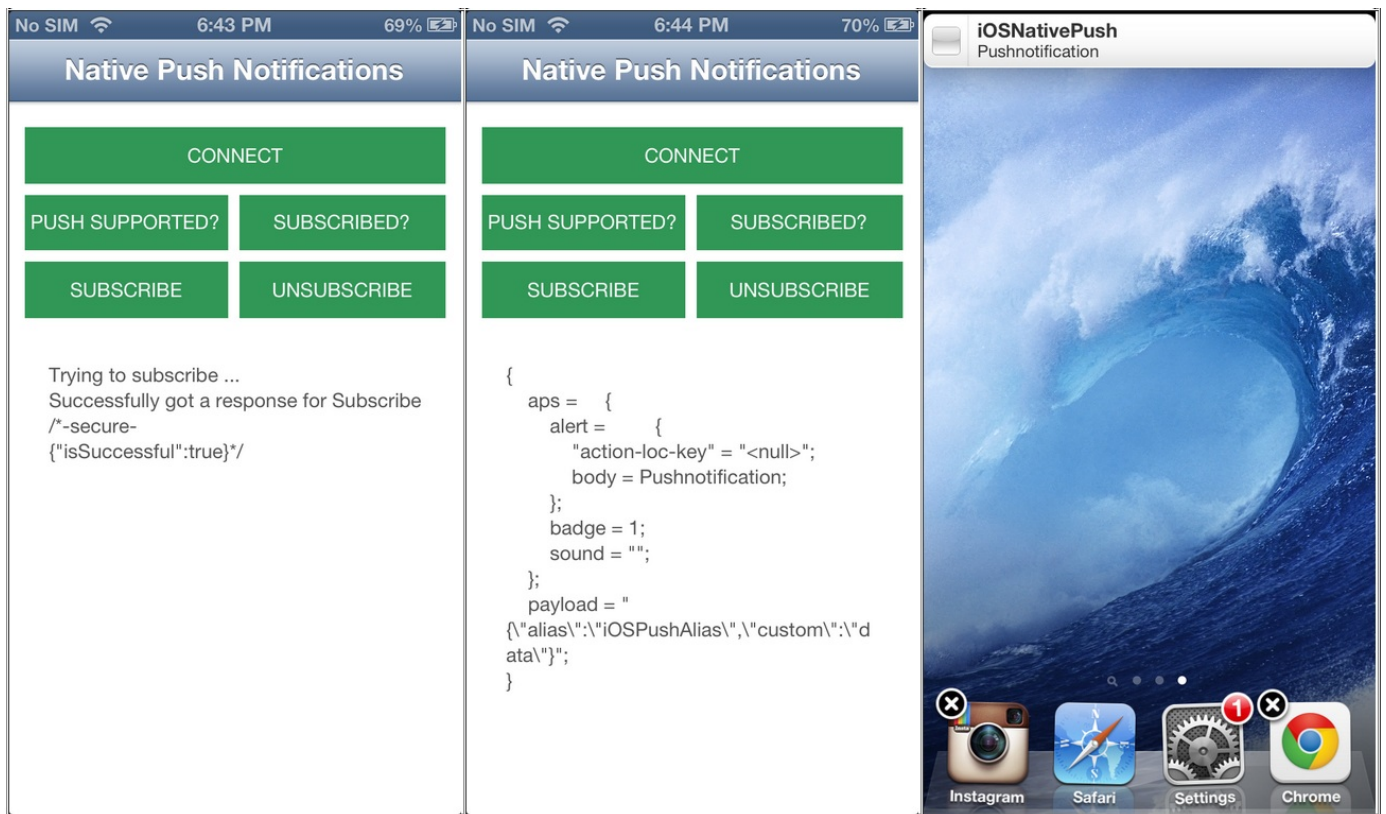 No SIM 6:43 PM 69%
Native Push Notifications
CONNECT
PUSH SUPPORTED? SUBSCRIBED?
SUBSCRIBE UNSUBSCRIBE
Trying to subscribe ...
Successfully got a response for Subscribe
/*-secure-
{"isSuccessful":true}*/
No SIM 6:44 PM 70%
Native Push Notifications
CONNECT
PUSH SUPPORTED? SUBSCRIBED?
SUBSCRIBE UNSUBSCRIBE
{
aps = {
alert = {
"action-loc-key" = "<null>";
body = Pushnotification;
};
badge = 1;
sound = "";
};
payload = "
{\"alias\":\"iOSPushAlias\",\"custom\":\"d
ata\"}";
}
iOSNativePush
Pushnotification
1
Insta
N
S
Instagram Safari Settings Chrome